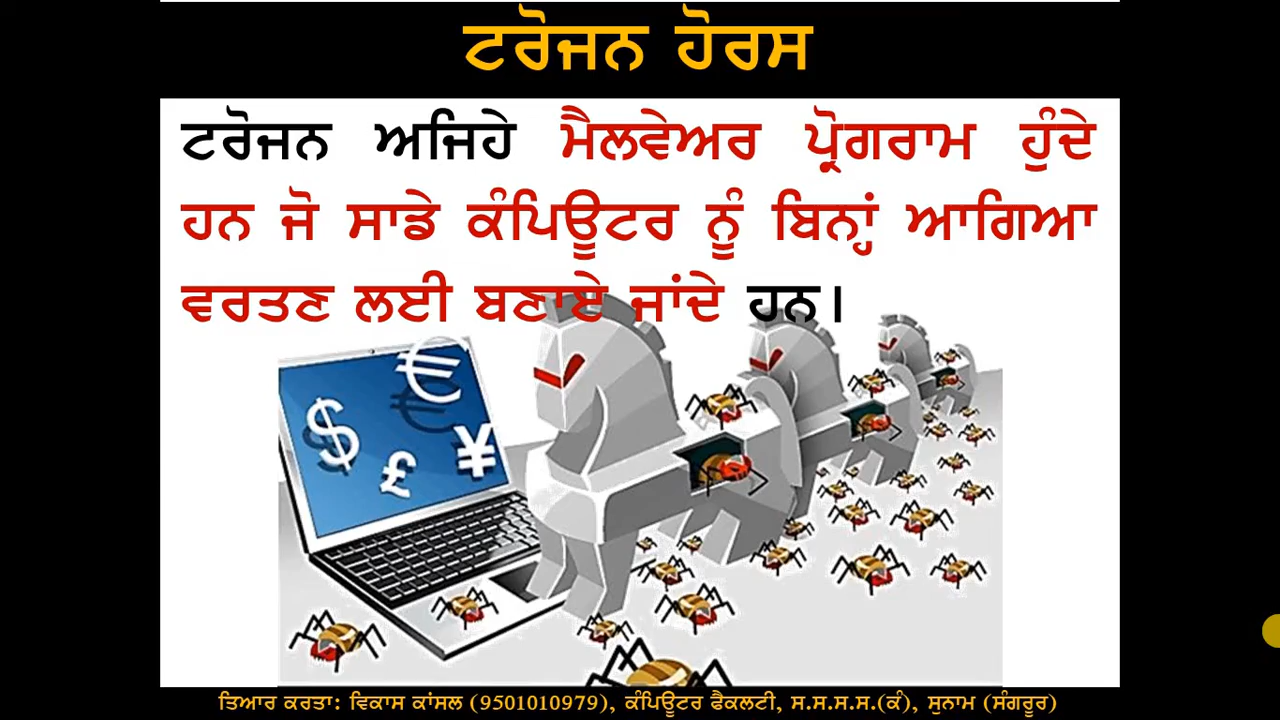 ਟਰੋਜਨ ਹੋਰਸ
ਟਰੋਜਨ ਅਜਿਹੇ ਮੈਲਵੇਅਰ ਪ੍ਰੋਗਰਾਮ ਹੁੰਦੇ
ਹਨ ਜੋ ਸਾਡੇ ਕੰਪਿਊਟਰ ਨੂੰ ਬਿਨ੍ਹਾਂ ਆਗਿਆ
ਵਰਤਣ ਲਈ ਬਣਾਏ ਜਾਂਦੇ ਹਨ।
$ £ € ¥
ਤਿਆਰ ਕਰਤਾ: ਵਿਕਾਸ ਕਾਂਸਲ (9501010979), ਕੰਪਿਊਟਰ ਫੈਕਲਟੀ, ਸ.ਸ.ਸ.ਸ.(ਕੰ), ਸੁਨਾਮ (ਸੰਗਰੂਰ)